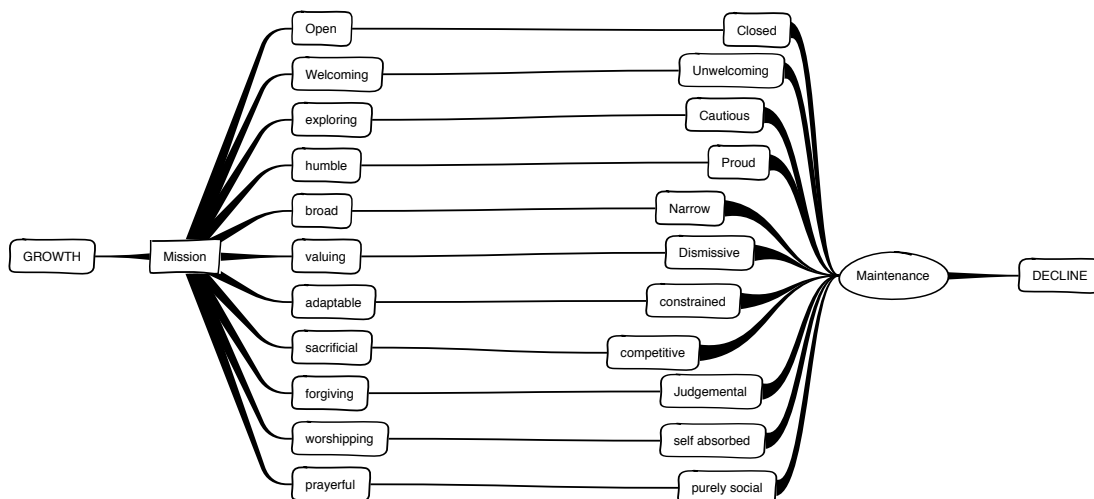 Open
Closed
Welcoming
Unwelcoming
exploring
Cautious
humble
Proud
broad
Narrow
GROWTH
Mission
valuing
Dismissive
Maintenance
DECLINE
adaptable
constrained
sacrificial
competitive
forgiving
Judgemental
worshipping
self absorbed
prayerful
purely social